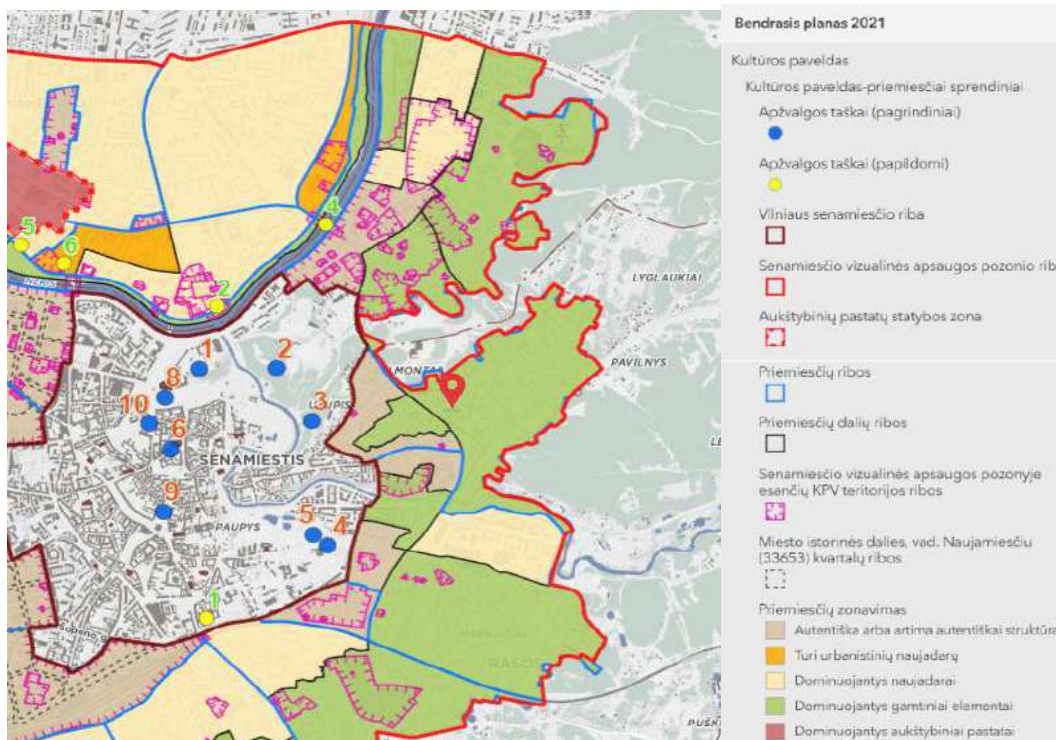 Bendrasis planas 2021
Kultūros paveldas
Kultūros paveldas-priemiesčiai sprendiniai
Apžvalgos taškai (pagrindiniai)
Apžvalgos taškai (papildomi)
Vilniaus senamiesčio riba
Senamiesčio vizualinės apsaugos pozonio rib
Aukštybinių pastatų statybos zona
Priemiesčių ribos
Priemiesčių dalių ribos
Senamiesčio vizualinės apsaugos pozonyje
esančių KPV teritorijos ribos
Miesto istorinės dalies, vad. Naujamiesčiu
(33653) kvartalų ribos
Priemiesčių zonavimas
Autentiška arba artima autentiškai struktūra
Turi urbanistinių naujadarų
Dominuojantys naujadarai
Dominuojantys gamtiniai elementai
Dominuojantys aukštybiniai pastatai
4
5
6
NERIS
2
LYGLAUKIAI
1
2
PAVILNYS
8
10
3
6
SENAMIESTIS
9
PAUPYS
5
4
1
RASOS